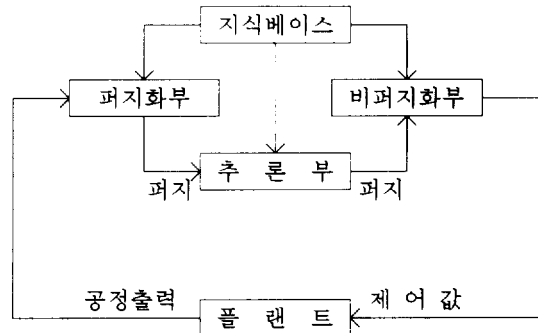 지식베이스
퍼지화부
비퍼지화부
추 론 부
퍼지
퍼지
공정출력
제 어 값
플 랜 트